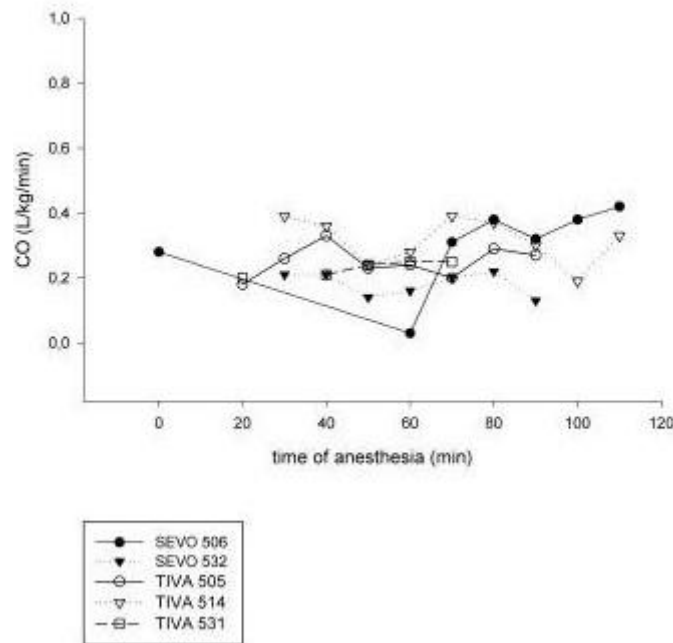 1,0
0,8
0,6
0,4
0,2
0,0
CO (L/kg/min)
0 20 40 60 80 100 120
time of anesthesia (min)
SEVO 506
SEVO 532
TIVA 505
TIVA 514
TIVA 531